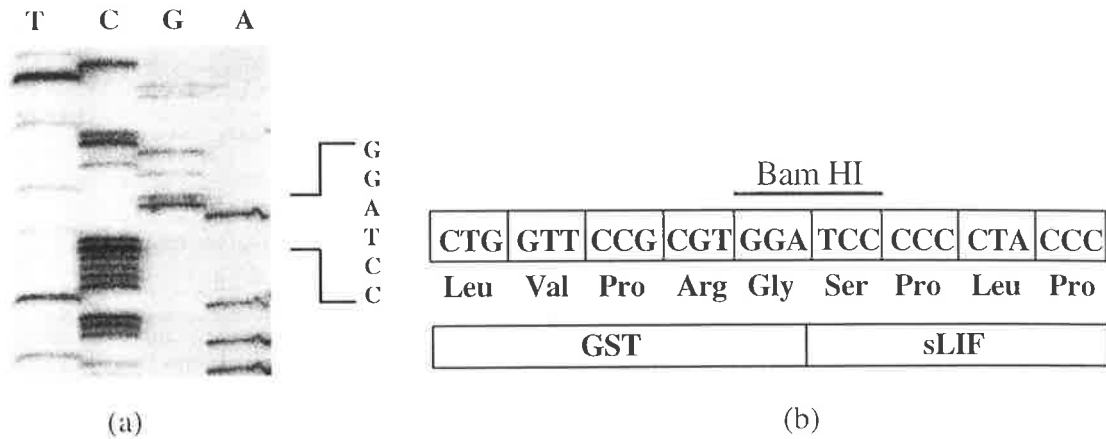 T C G A
G
G
A
T
C
C
(a)
Bam HI
CTG GTT CCG CGT GGA TCC CCC CTA CCC
Leu Val Pro Arg Gly Ser Pro Leu Pro
GST sLIF
(b)